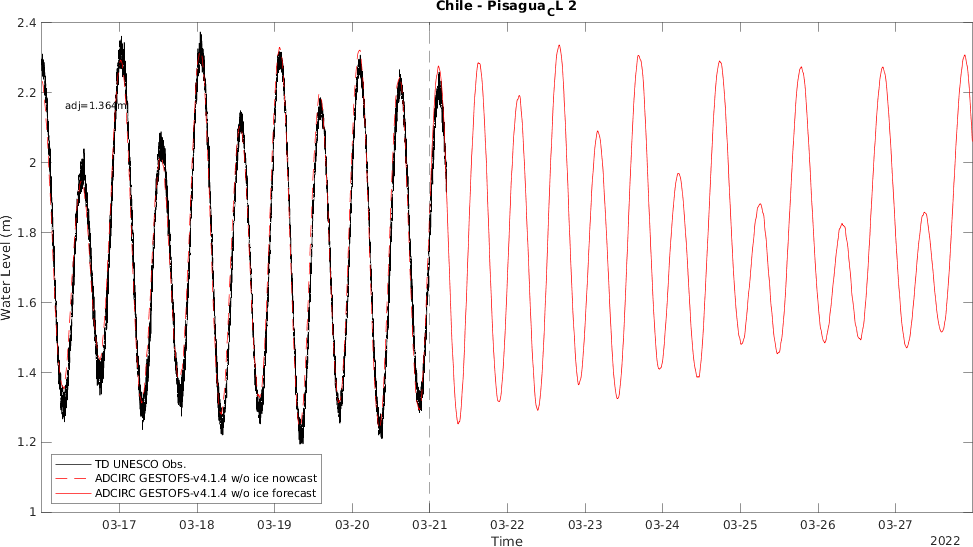 Chile - Pisagua_CL 2
2.4
2.2
2
1.8
1.6
1.4
1.2
1
Water Level (m)
adj=1.364m
TD UNESCO Obs.
ADCIRC GESTOFS-v4.1.4 w/o ice nowcast
ADCIRC GESTOFS-v4.1.4 w/o ice forecast
03-17 03-18 03-19 03-20 03-21 03-22 03-23 03-24 03-25 03-26 03-27
Time
2022